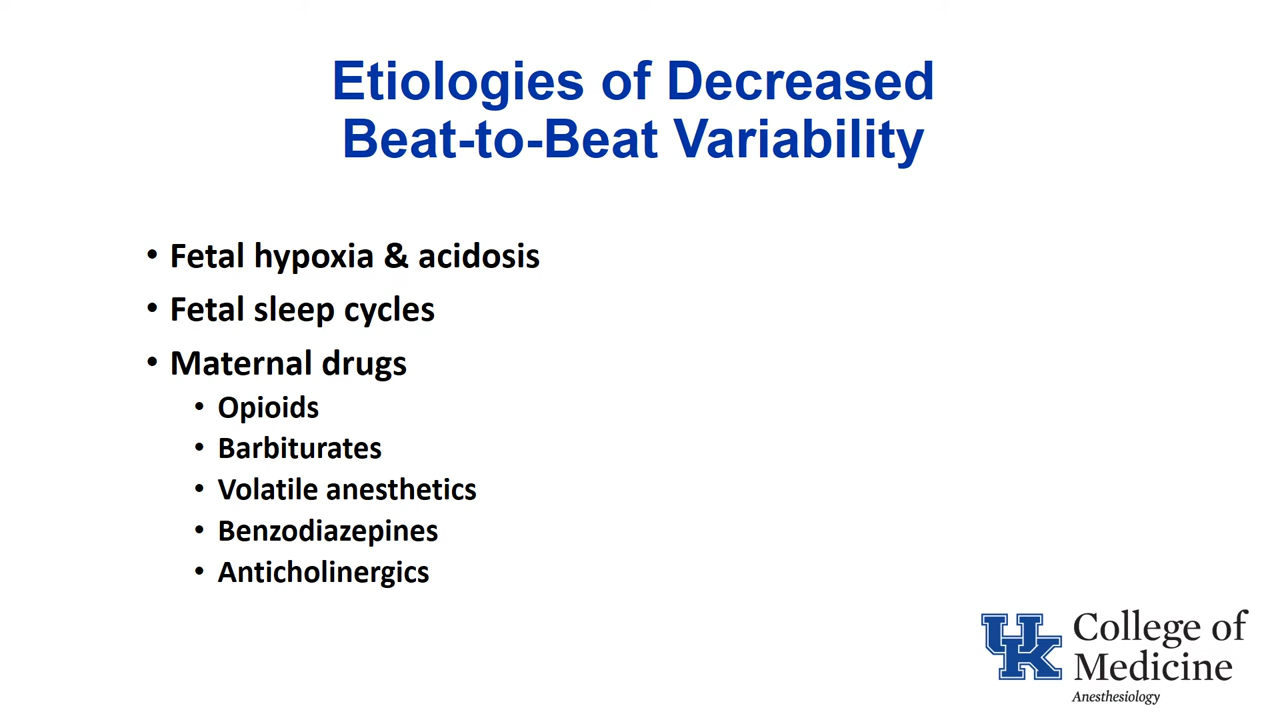 Etiologies of Decreased
Beat-to-Beat Variability
• Fetal hypoxia & acidosis
• Fetal sleep cycles
• Maternal drugs
• Opioids
• Barbiturates
• Volatile anesthetics
• Benzodiazepines
• Anticholinergics
UK
College of
Medicine
Anesthesiology